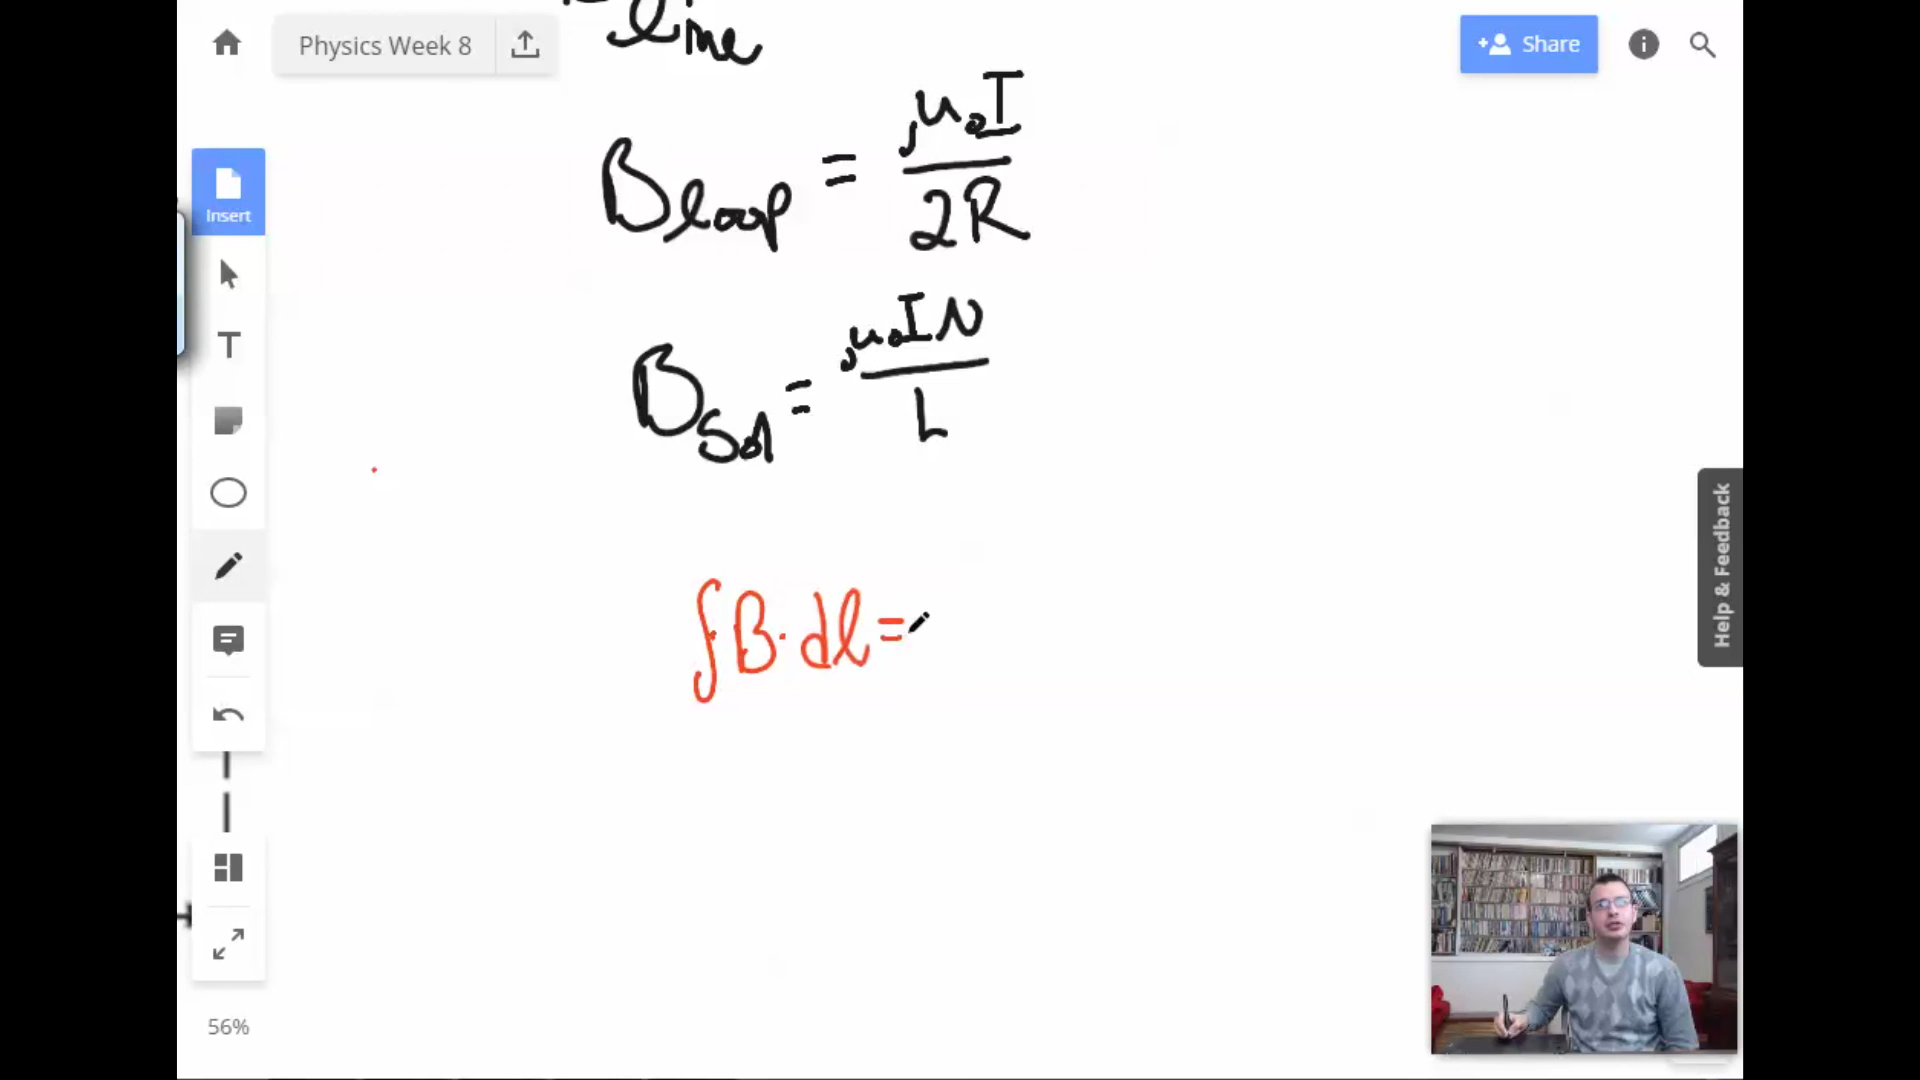 Physics Week 8
Share
line
B_loop = μ₀I / 2R
Insert
T
B_Sol = μ₀IN / L
∮B·dl=
Help & Feedback
56%